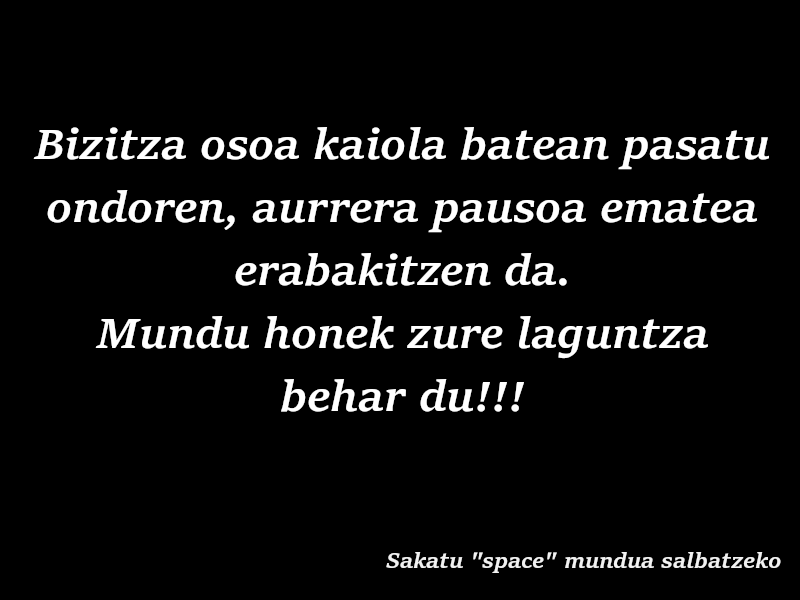 Bizitza osoa kaiola batean pasatu
ondoren, aurrera pausoa ematea
erabakitzen da.
Mundu honek zure laguntza
behar du!!!
Sakatu "space" mundua salbatzeko